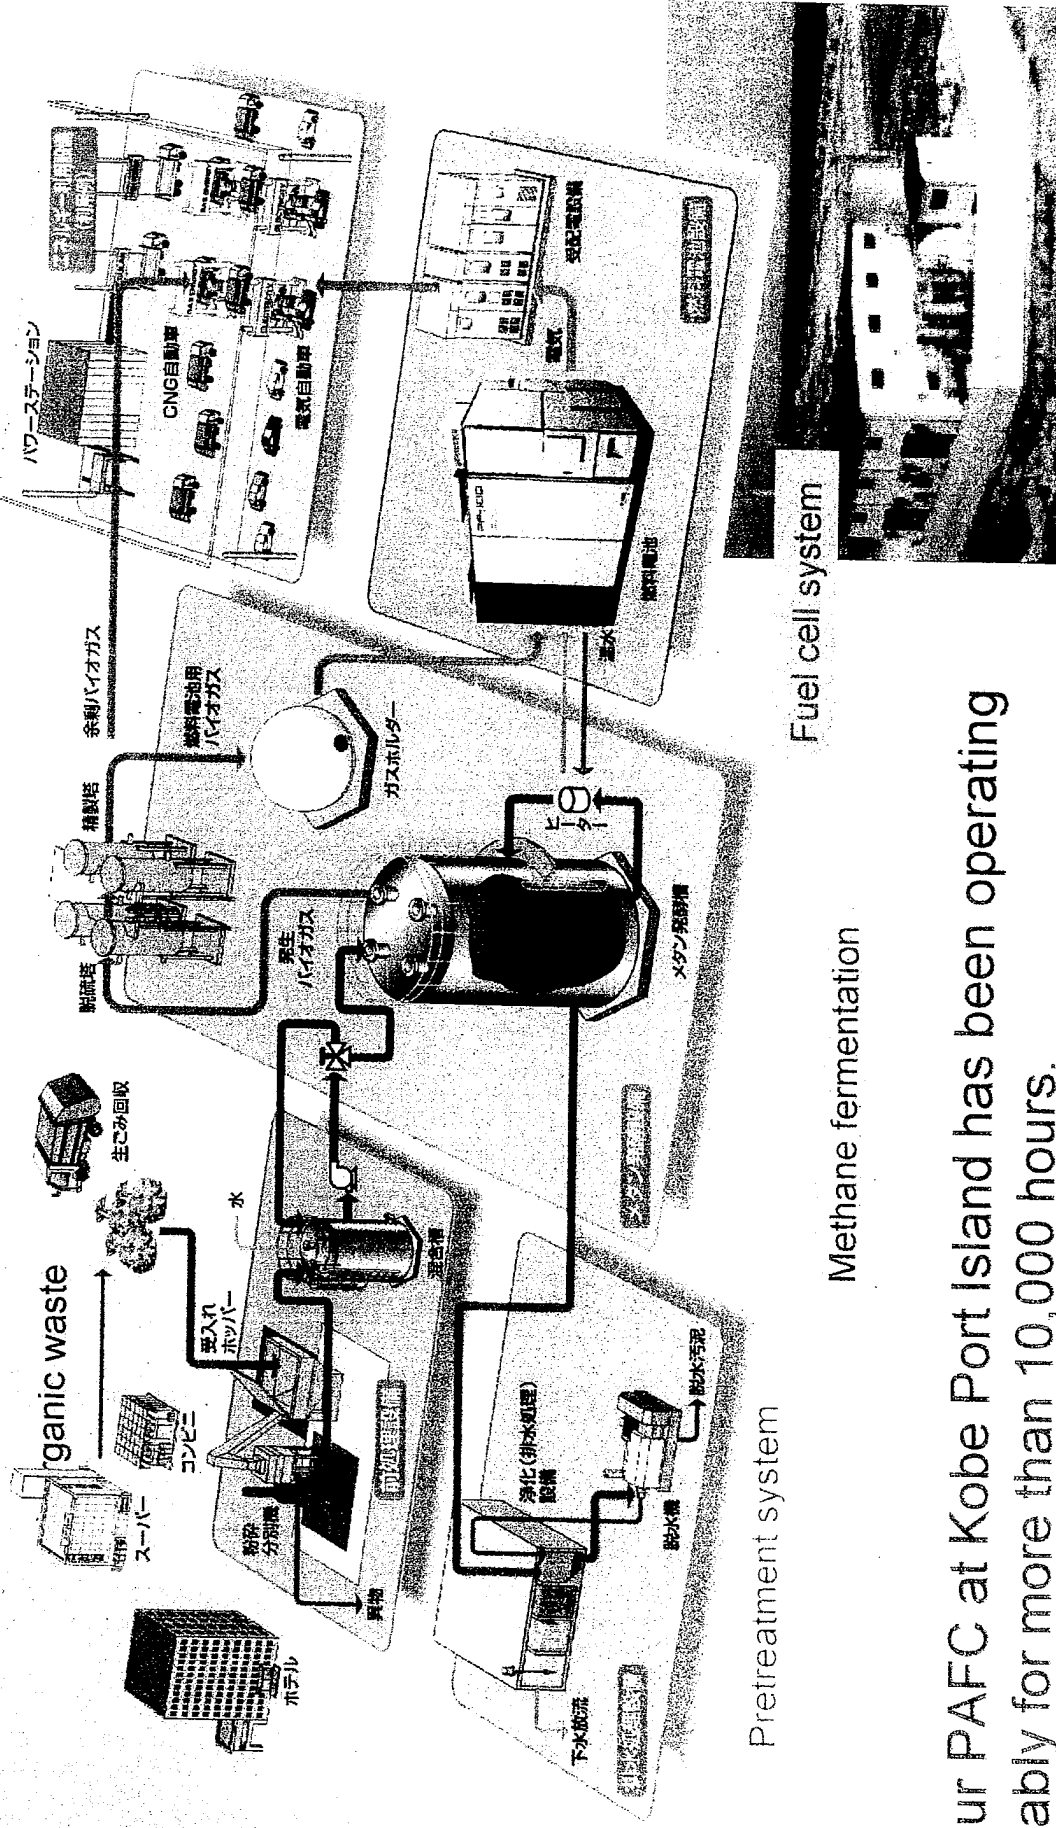 rganic waste
ホテル
スーパー
コンビニ
生ごみ回収
受入れ
ホッパー
粉砕
分別機
異物
水
混合槽
脱硫塔
精製塔
余剰バイオガス
パワーステーション
CNG自動車
電気自動車
発生
バイオガス
燃料電池用
バイオガス
ガスホルダー
メタン発酵槽
ヒーター
温水
燃料電池
電気
受配電設備
浄化(排水処理)
設備
下水放流
脱水機
脱水汚泥
前処理設備
Pretreatment system
Methane fermentation
Fuel cell system
ur PAFC at Kobe Port Island has been operating
ably for more than 10,000 hours.